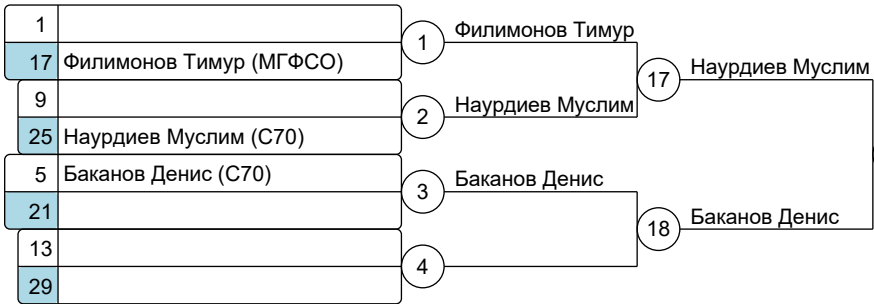 1
17 Филимонов Тимур (МГФСО)
1
Филимонов Тимур
9
25 Наурдиев Муслим (С70)
2
Наурдиев Муслим
17
Наурдиев Муслим
5 Баканов Денис (С70)
21
3
Баканов Денис
13
29
4
18
Баканов Денис